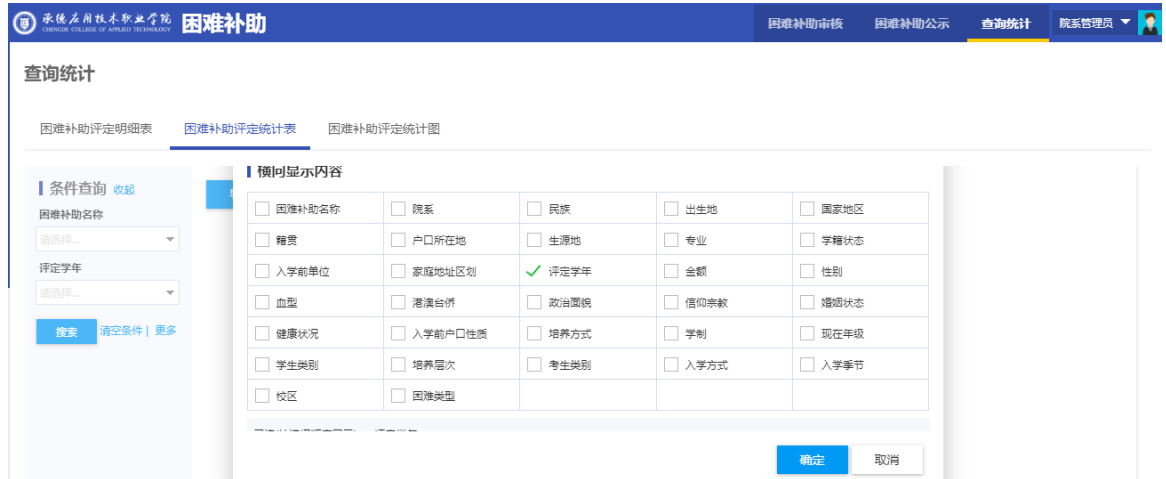 承德应用技术职业学院 困难补助 困难补助审核 困难补助公示 查询统计 院系管理员
CHENGDE COLLEGE OF APPLIED TECHNOLOGY
查询统计
困难补助评定明细表 困难补助评定统计表 困难补助评定统计图
条件查询 收起
困难补助名称
请选择...
评定学年
请选择...
搜索 清空条件 | 更多
横向显示内容
困难补助名称 院系 民族 出生地 国家地区
籍贯 户口所在地 生源地 专业 学籍状态
入学前单位 家庭地址区划 评定学年 金额 性别
血型 港澳台侨 政治面貌 信仰宗教 婚姻状态
健康状况 入学前户口性质 培养方式 学制 现在年级
学生类别 培养层次 考生类别 入学方式 入学季节
校区 困难类型
确定 取消